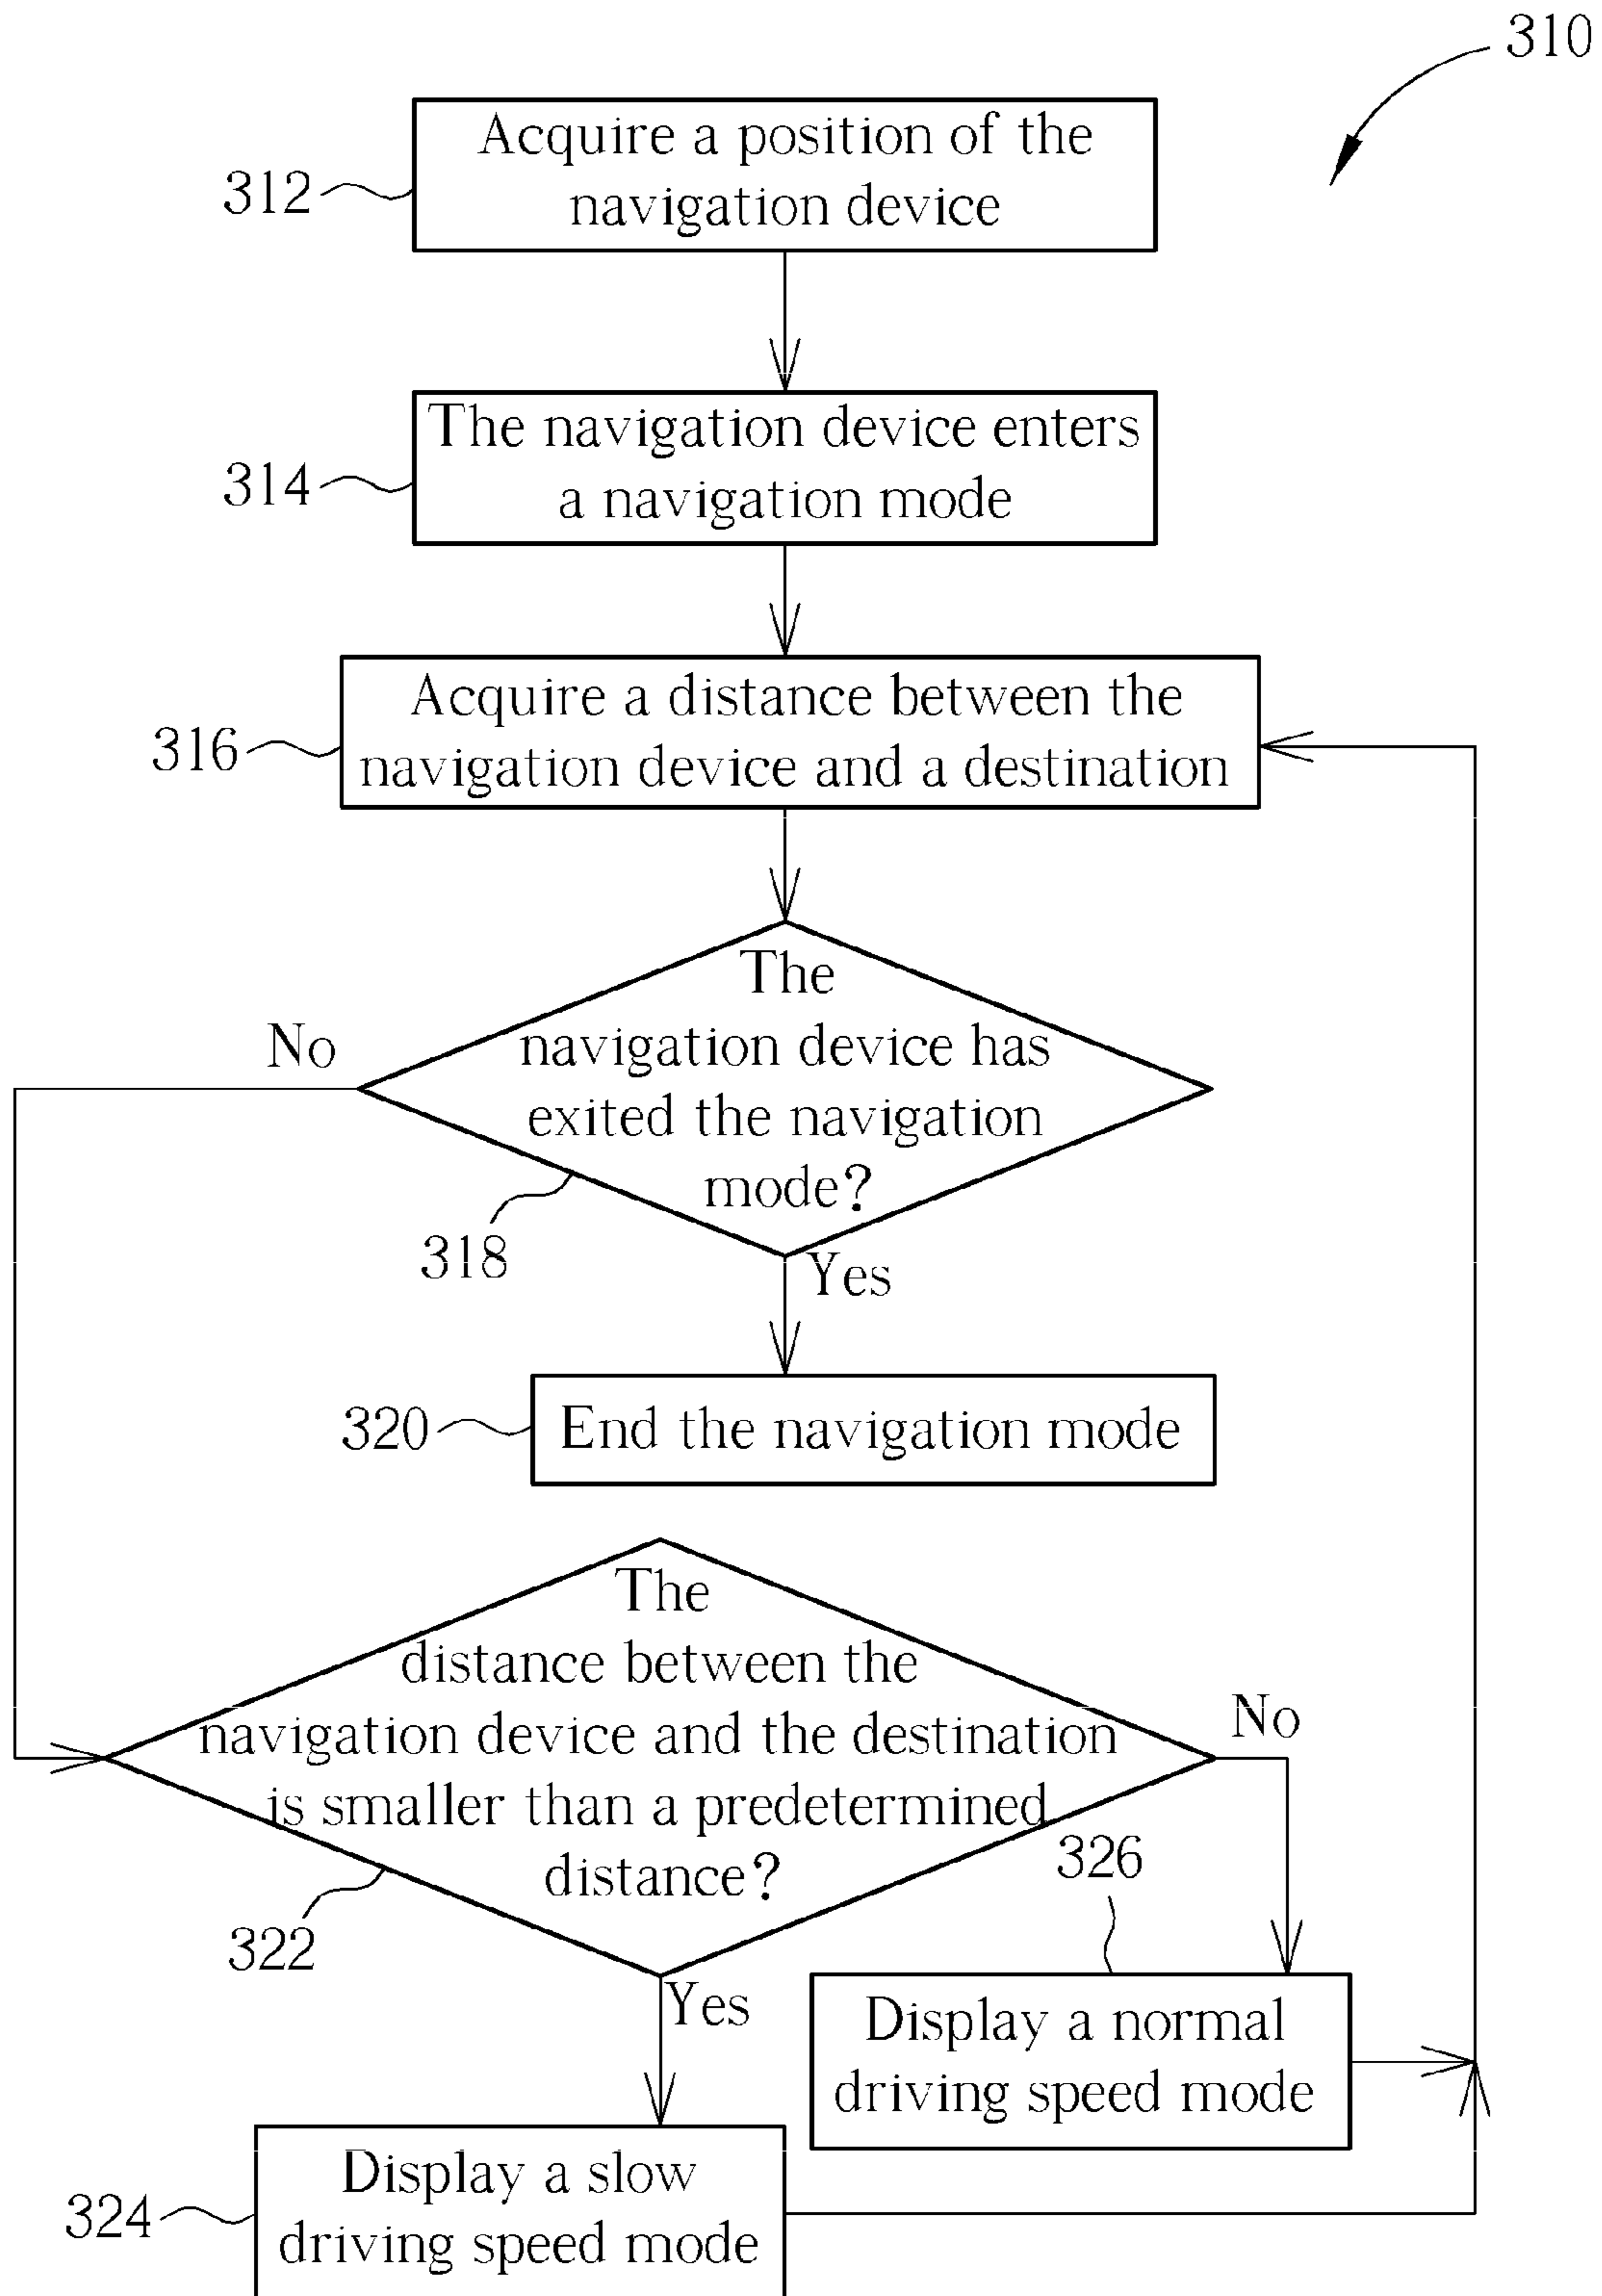 310
Acquire a position of the
navigation device
312
The navigation device enters
a navigation mode
314
Acquire a distance between the
navigation device and a destination
316
The
navigation device has
exited the navigation
mode?
No
318
Yes
320
End the navigation mode
The
distance between the
navigation device and the destination
is smaller than a predetermined
distance?
No
322
326
Yes
Display a normal
driving speed mode
Display a slow
driving speed mode
324